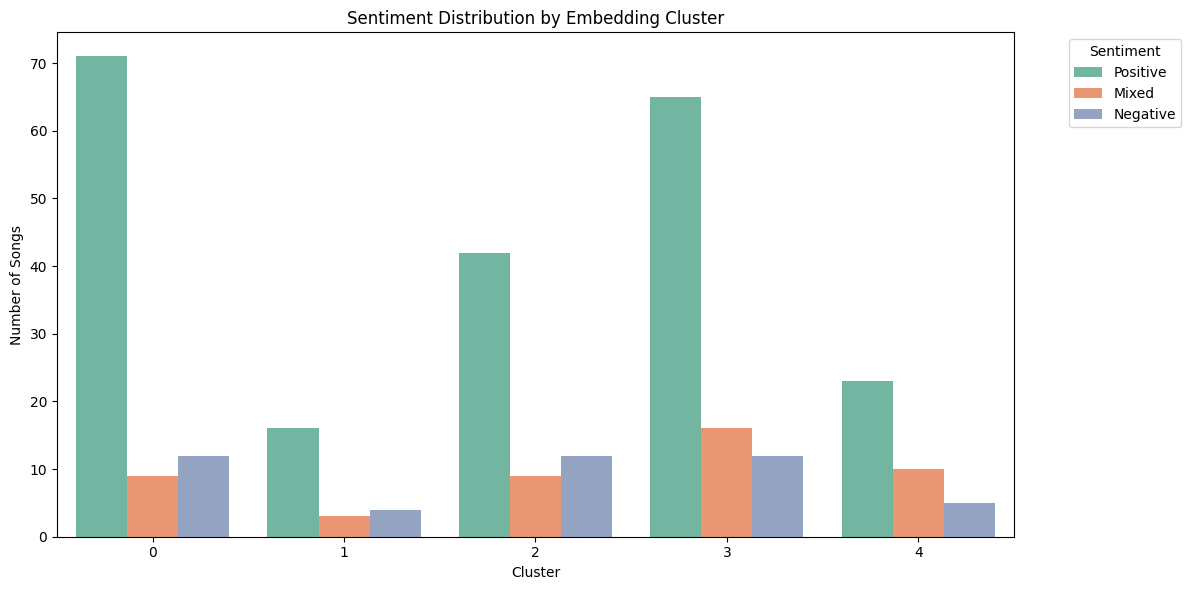 Sentiment Distribution by Embedding Cluster
Sentiment
Positive
Mixed
Negative
Number of Songs
70
60
50
40
30
20
10
0
0 1 2 3 4
Cluster